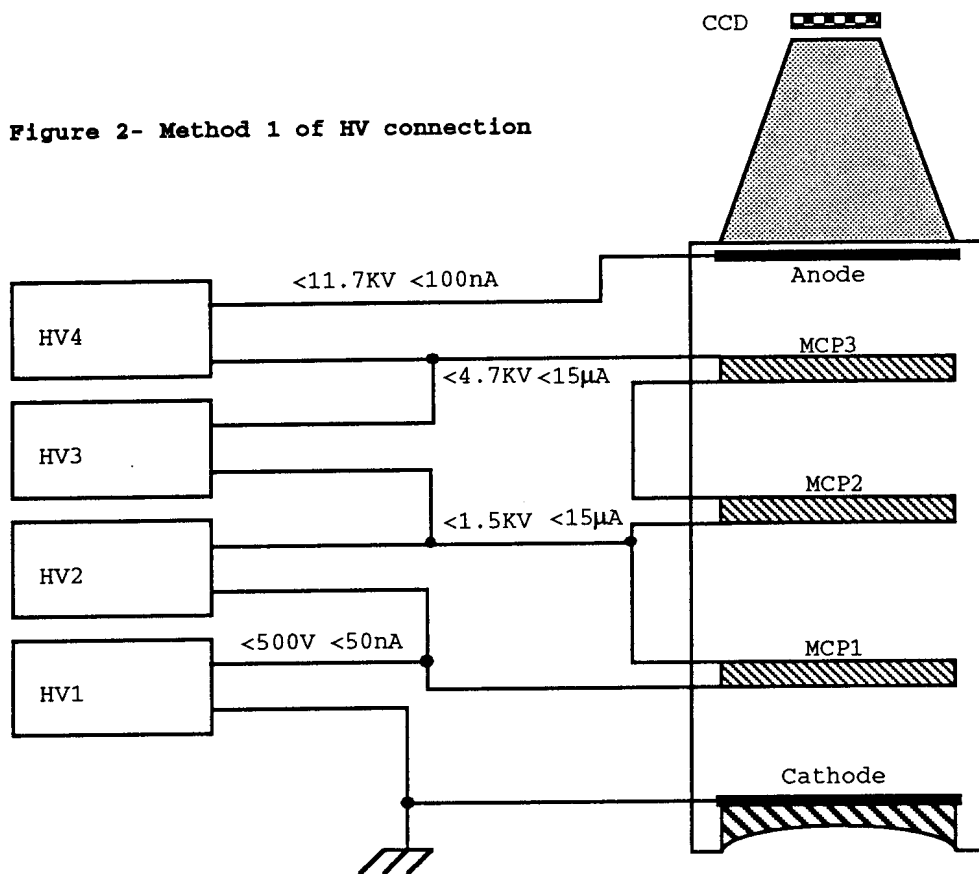 CCD
Figure 2- Method 1 of HV connection
<11.7KV <100nA
Anode
HV4
MCP3
<4.7KV <15µA
HV3
MCP2
<1.5KV <15µA
HV2
<500V <50nA
MCP1
HV1
Cathode